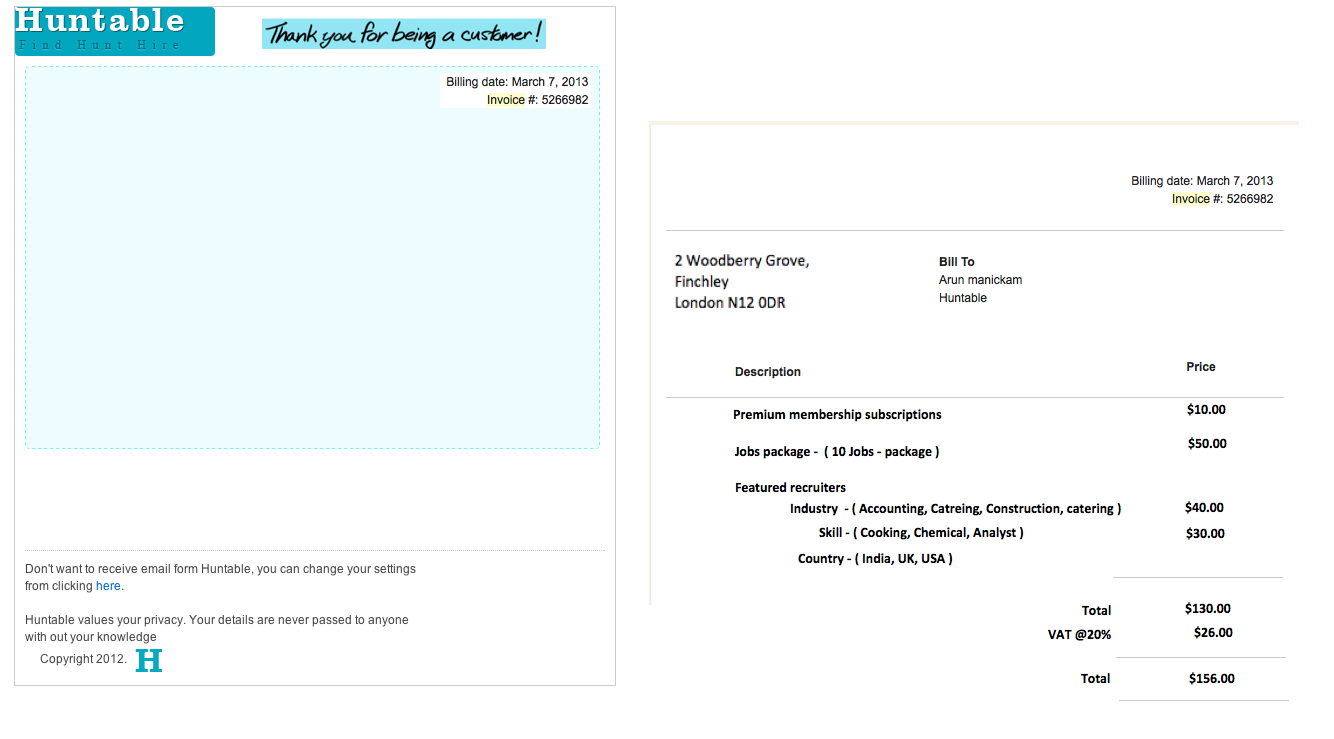 Huntable
Find Hunt Hire
Thank you for being a customer!
Billing date: March 7, 2013
Invoice #: 5266982
Don't want to receive email form Huntable, you can change your settings
from clicking here.
Huntable values your privacy. Your details are never passed to anyone
with out your knowledge
Copyright 2012. H
Billing date: March 7, 2013
Invoice #: 5266982
2 Woodberry Grove,
Finchley
London N12 0DR
Bill To
Arun manickam
Huntable
Description Price
Premium membership subscriptions $10.00
Jobs package - ( 10 Jobs - package ) $50.00
Featured recruiters
Industry - ( Accounting, Catreing, Construction, catering ) $40.00
Skill - ( Cooking, Chemical, Analyst ) $30.00
Country - ( India, UK, USA )
Total $130.00
VAT @20% $26.00
Total $156.00